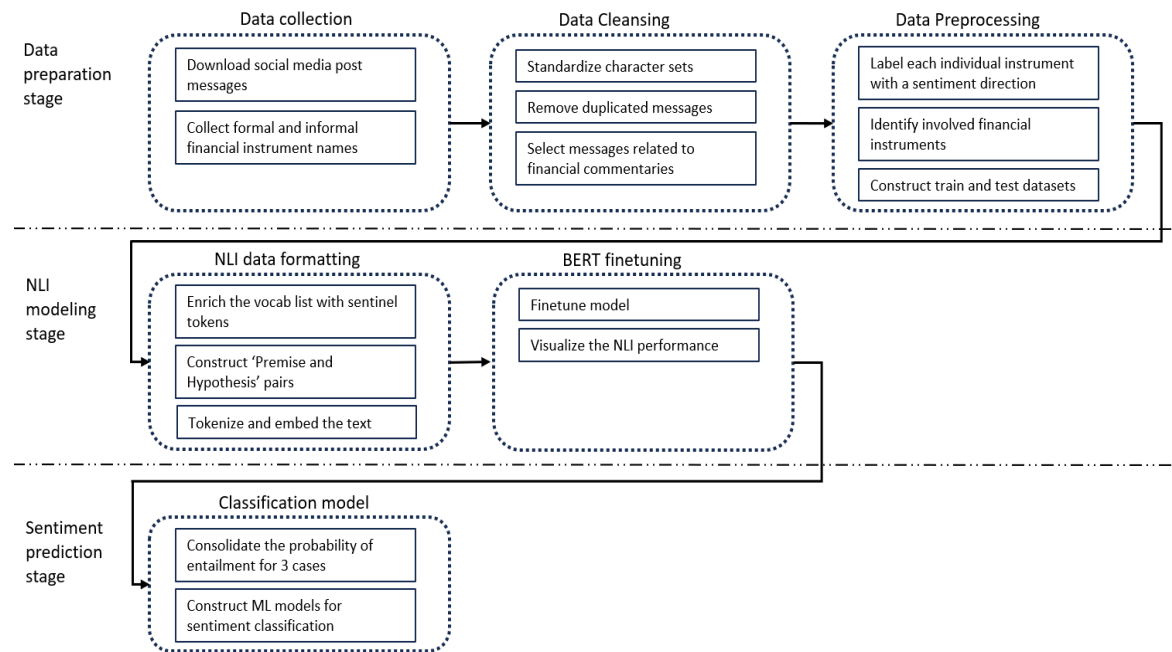 Data preparation stage
Data collection
Download social media post
messages
Collect formal and informal
financial instrument names
Data Cleansing
Standardize character sets
Remove duplicated messages
Select messages related to
financial commentaries
Data Preprocessing
Label each individual instrument
with a sentiment direction
Identify involved financial
instruments
Construct train and test datasets
NLI
modeling
stage
NLI data formatting
Enrich the vocab list with sentinel
tokens
Construct ‘Premise and
Hypothesis’ pairs
Tokenize and embed the text
BERT finetuning
Finetune model
Visualize the NLI performance
Sentiment
prediction
stage
Classification model
Consolidate the probability of
entailment for 3 cases
Construct ML models for
sentiment classification